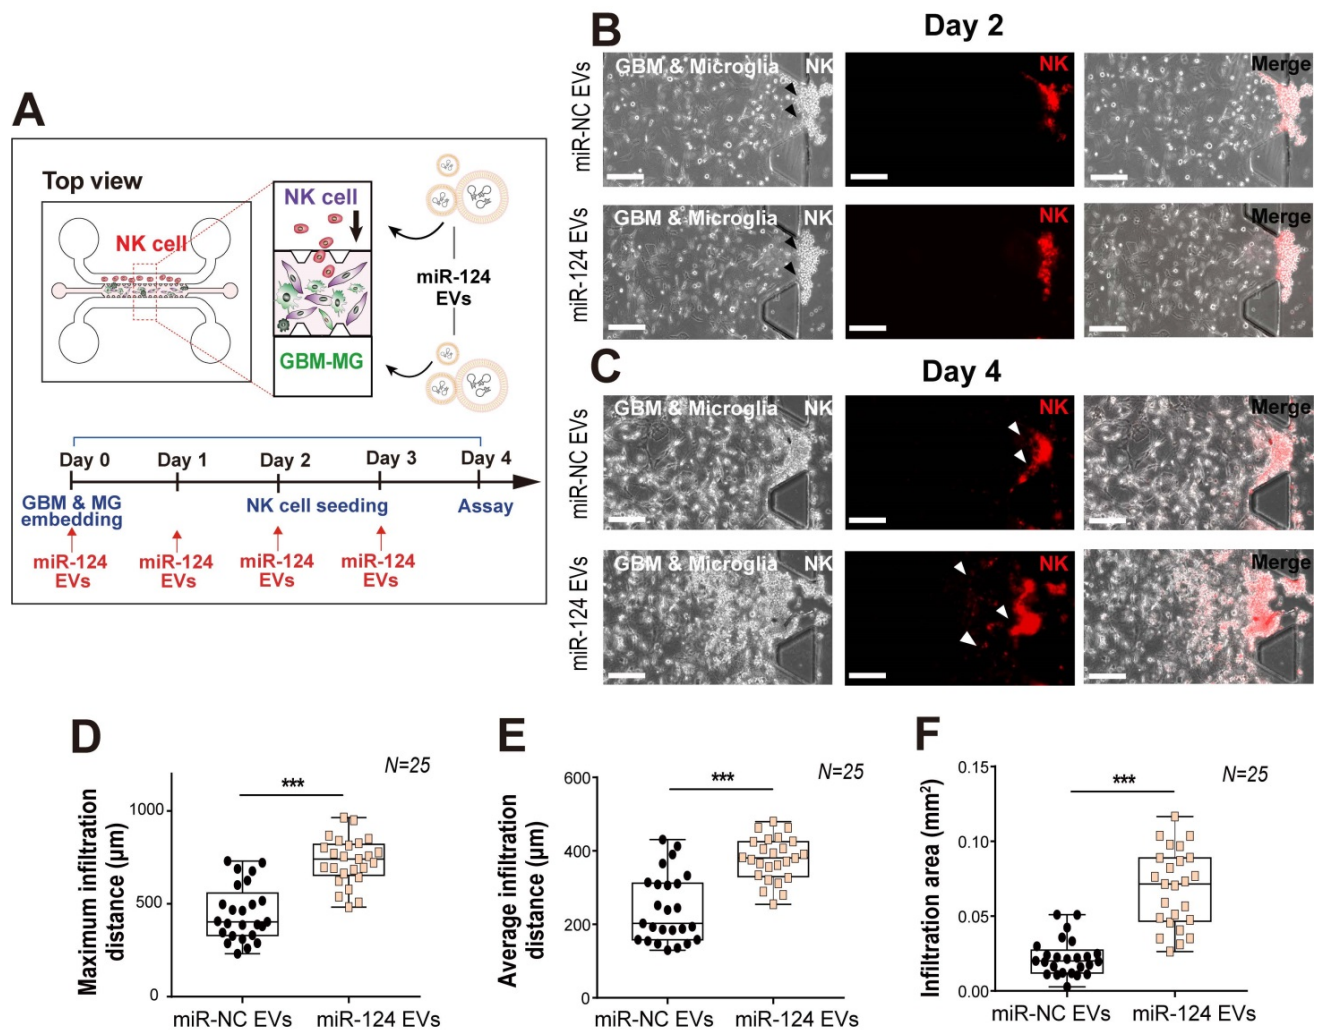 A
Top view
NK cell
NK cell
GBM-MG
miR-124
EVs
Day 0
Day 1
Day 2
Day 3
Day 4
GBM & MG
embedding
NK cell seeding
Assay
miR-124
EVs
miR-124
EVs
miR-124
EVs
miR-124
EVs
B
Day 2
miR-NC EVs
GBM & Microglia NK
NK
Merge
miR-124 EVs
GBM & Microglia NK
NK
Merge
C
Day 4
miR-NC EVs
GBM & Microglia NK
NK
Merge
miR-124 EVs
GBM & Microglia NK
NK
Merge
D
Maximum infiltration
distance (μm)
1000
500
0
***
N=25
miR-NC EVs
miR-124 EVs
E
Average infiltration
distance (μm)
600
400
200
0
***
N=25
miR-NC EVs
miR-124 EVs
F
Infiltration area (mm²)
0.15
0.10
0.05
0.00
***
N=25
miR-NC EVs
miR-124 EVs